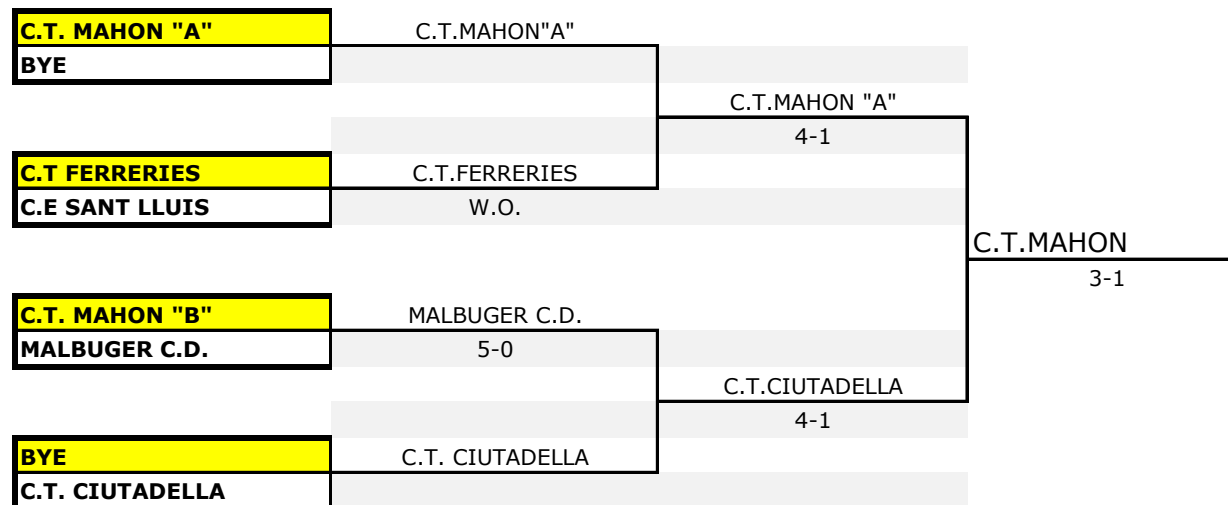 C.T. MAHON "A" C.T.MAHON"A"
BYE
C.T.MAHON "A"
4-1
C.T FERRERIES C.T.FERRERIES
C.E SANT LLUIS W.O.
C.T.MAHON
3-1
C.T. MAHON "B" MALBUGER C.D.
MALBUGER C.D. 5-0
C.T.CIUTADELLA
4-1
BYE C.T. CIUTADELLA
C.T. CIUTADELLA